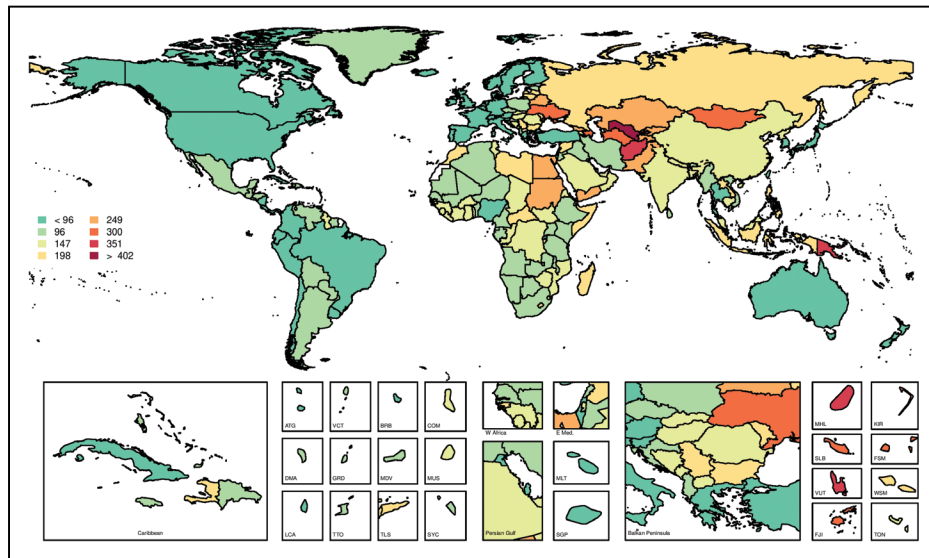 < 96
96
147
198
249
300
351
> 402
Caribbean
ATG
VCT
BRB
COM
DMA
GRD
MDV
MUS
LCA
TTO
TLS
SYC
W Africa
E Med.
Persian Gulf
MLT
SGP
Balkan Peninsula
MHL
KIR
SLB
FSM
VUT
WSM
FJI
TON